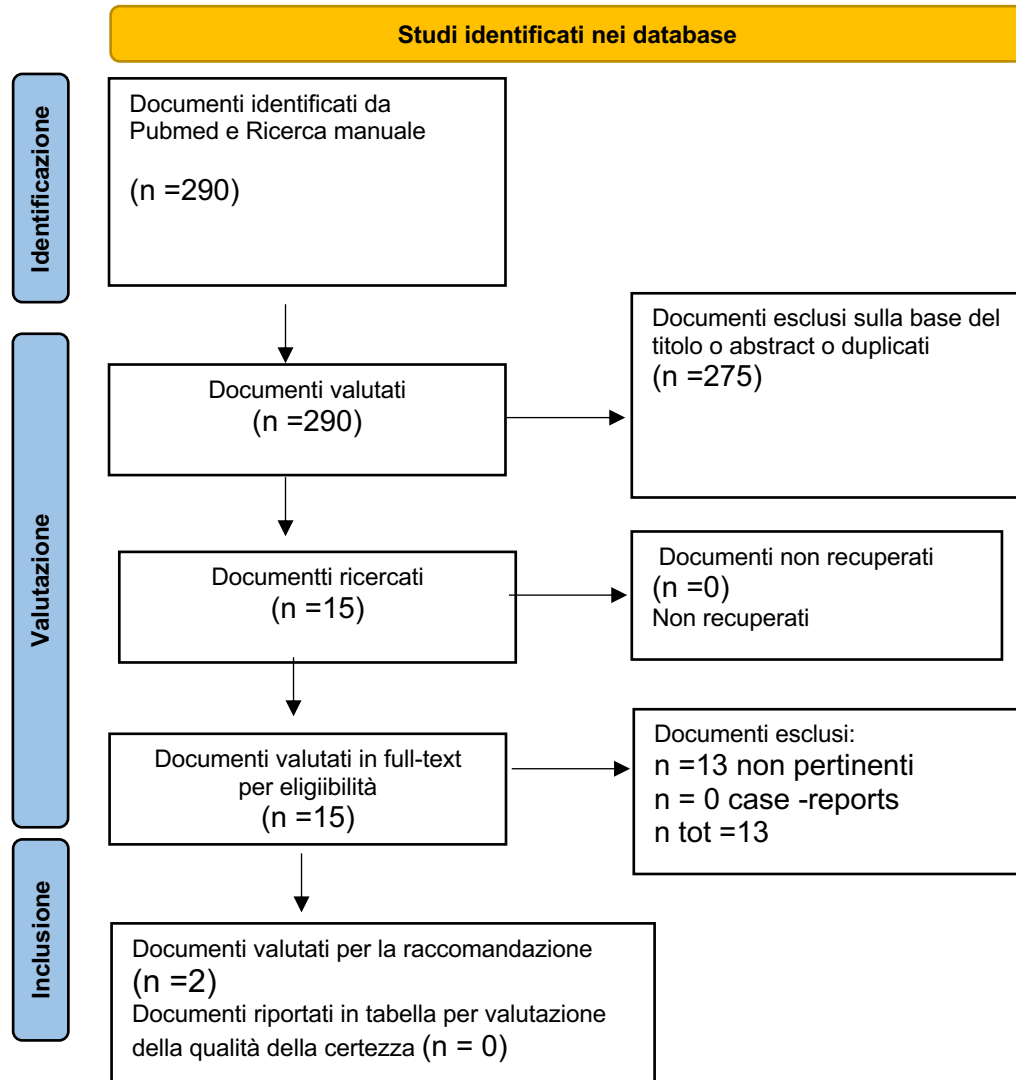 Studi identificati nei database
Identificazione
Documenti identificati da
Pubmed e Ricerca manuale
(n =290)
Valutazione
Documenti valutati
(n =290)
Documenti esclusi sulla base del
titolo o abstract o duplicati
(n =275)
Documentti ricercati
(n =15)
Documenti non recuperati
(n =0)
Non recuperati
Documenti valutati in full-text
per eligiibilità
(n =15)
Documenti esclusi:
n =13 non pertinenti
n = 0 case -reports
n tot =13
Inclusione
Documenti valutati per la raccomandazione
(n =2)
Documenti riportati in tabella per valutazione
della qualità della certezza (n = 0)